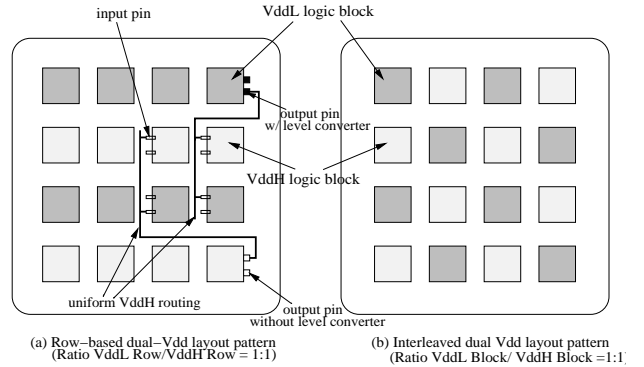 input pin
VddL logic block
output pin
w/ level converter
VddH logic block
uniform VddH routing
output pin
without level converter
(a) Row-based dual-Vdd layout pattern
(Ratio VddL Row/VddH Row = 1:1)
(b) Interleaved dual Vdd layout pattern
(Ratio VddL Block/ VddH Block =1:1)